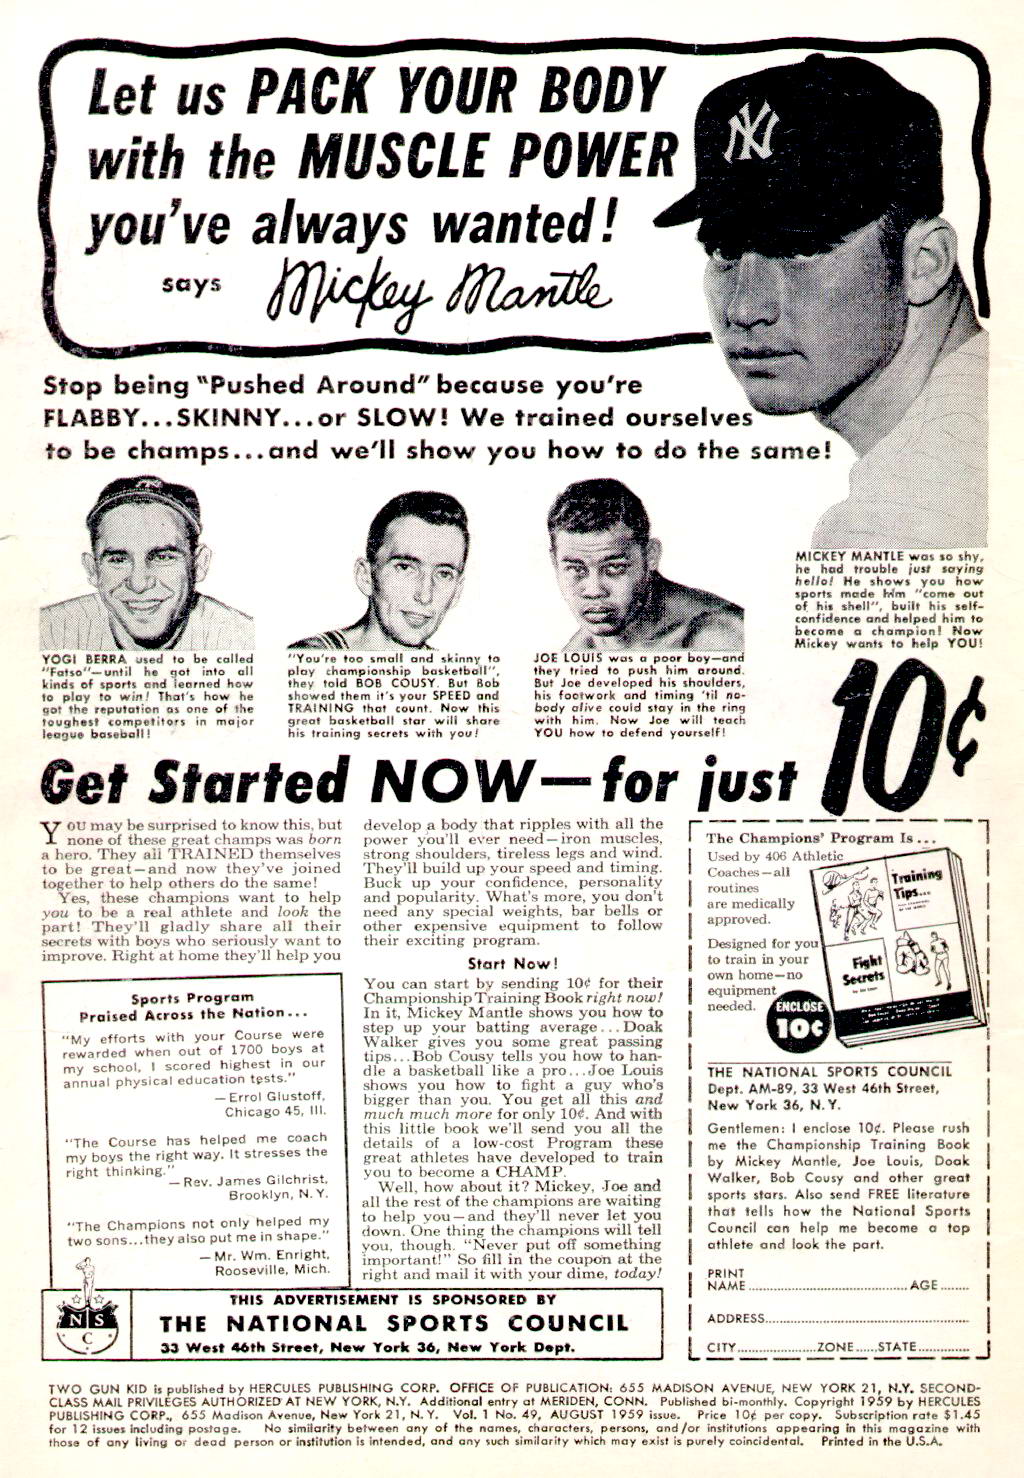 Let us PACK YOUR BODY
with the MUSCLE POWER
you've always wanted!
says Mickey Mantle
NY
Stop being "Pushed Around" because you're
FLABBY...SKINNY...or SLOW! We trained ourselves
to be champs...and we'll show you how to do the same!
MICKEY MANTLE was so shy,
he had trouble just saying
hello! He shows you how
sports made him "come out
of his shell", built his self-
confidence and helped him to
become a champion! Now
Mickey wants to help YOU!
YOGI BERRA used to be called
"Fatso"—until he got into all
kinds of sports and learned how
to play to win! That's how he
got the reputation as one of the
toughest competitors in major
league baseball!
"You're too small and skinny to
play championship basketball",
they told BOB COUSY. But Bob
showed them it's your SPEED and
TRAINING that count. Now this
great basketball star will share
his training secrets with you!
JOE LOUIS was a poor boy—and
they tried to push him around.
But Joe developed his shoulders,
his footwork and timing 'til no-
body alive could stay in the ring
with him. Now Joe will teach
YOU how to defend yourself!
Get Started NOW—for just 10¢
YOU may be surprised to know this, but
none of these great champs was born
a hero. They all TRAINED themselves
to be great—and now they've joined
together to help others do the same!
Yes, these champions want to help
you to be a real athlete and look the
part! They'll gladly share all their
secrets with boys who seriously want to
improve. Right at home they'll help you
develop a body that ripples with all the
power you'll ever need—iron muscles,
strong shoulders, tireless legs and wind.
They'll build up your speed and timing.
Buck up your confidence, personality
and popularity. What's more, you don't
need any special weights, bar bells or
other expensive equipment to follow
their exciting program.
Start Now!
You can start by sending 10¢ for their
Championship Training Book right now!
In it, Mickey Mantle shows you how to
step up your batting average...Doak
Walker gives you some great passing
tips...Bob Cousy tells you how to han-
dle a basketball like a pro...Joe Louis
shows you how to fight a guy who's
bigger than you. You get all this and
much much more for only 10¢. And with
this little book we'll send you all the
details of a low-cost Program these
great athletes have developed to train
you to become a CHAMP.
Well, how about it? Mickey, Joe and
all the rest of the champions are waiting
to help you—and they'll never let you
down. One thing the champions will tell
you, though. "Never put off something
important!" So fill in the coupon at the
right and mail it with your dime, today!
Sports Program
Praised Across the Nation...
"My efforts with your Course were
rewarded when out of 1700 boys at
my school, I scored highest in our
annual physical education tests."
—Errol Glustoff,
Chicago 45, Ill.
"The Course has helped me coach
my boys the right way. It stresses the
right thinking."
—Rev. James Gilchrist,
Brooklyn, N. Y.
"The Champions not only helped my
two sons...they also put me in shape."
—Mr. Wm. Enright,
Rooseville, Mich.
NSC
THIS ADVERTISEMENT IS SPONSORED BY
THE NATIONAL SPORTS COUNCIL
33 West 46th Street, New York 36, New York Dept.
The Champions' Program Is...
Used by 406 Athletic
Coaches—all
routines
are medically
approved.
Designed for you
to train in your
own home—no
equipment
needed.
Training
Tips...
Fight
Secrets
ENCLOSE
10¢
THE NATIONAL SPORTS COUNCIL
Dept. AM-89, 33 West 46th Street,
New York 36, N.Y.
Gentlemen: I enclose 10¢. Please rush
me the Championship Training Book
by Mickey Mantle, Joe Louis, Doak
Walker, Bob Cousy and other great
sports stars. Also send FREE literature
that tells how the National Sports
Council can help me become a top
athlete and look the part.
PRINT
NAME........................................AGE.......
ADDRESS...................................................
CITY....................ZONE.....STATE.............
TWO GUN KID is published by HERCULES PUBLISHING CORP. OFFICE OF PUBLICATION: 655 MADISON AVENUE, NEW YORK 21, N.Y. SECOND-
CLASS MAIL PRIVILEGES AUTHORIZED AT NEW YORK, N.Y. Additional entry at MERIDEN, CONN. Published bi-monthly. Copyright 1959 by HERCULES
PUBLISHING CORP., 655 Madison Avenue, New York 21, N. Y. Vol. 1 No. 49, AUGUST 1959 issue. Price 10¢ per copy. Subscription rate $1.45
for 12 issues including postage. No similarity between any of the names, characters, persons, and/or institutions appearing in this magazine with
those of any living or dead person or institution is intended, and any such similarity which may exist is purely coincidental. Printed in the U.S.A.